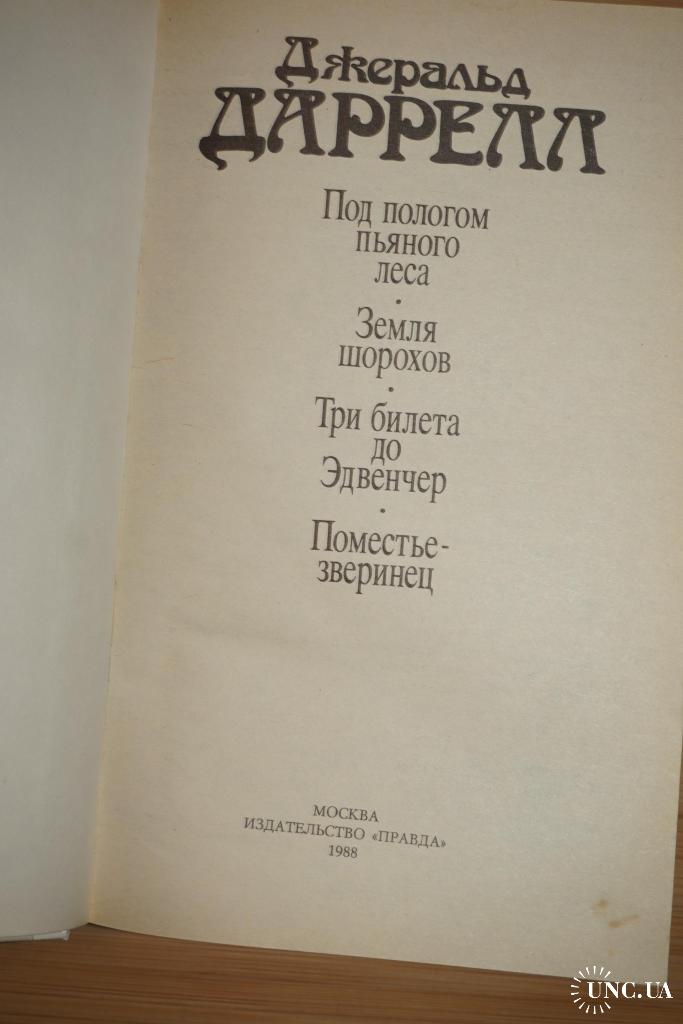 Джеральд
ДАРРЕЛЛ
Под пологом
пьяного
леса
·
Земля
шорохов
·
Три билета
до
Эдвенчер
·
Поместье-
зверинец
МОСКВА
ИЗДАТЕЛЬСТВО «ПРАВДА»
1988
UNC.UA